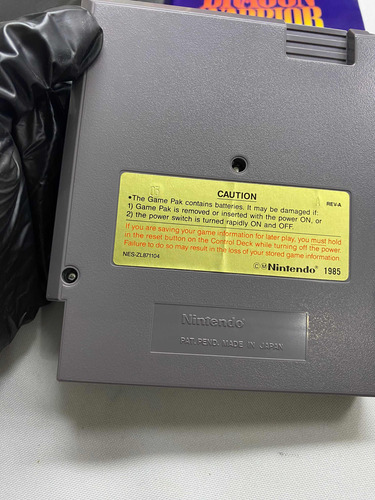 DRAGON
WARRIOR
CAUTION
REV-A
•The Game Pak contains batteries. It may be damaged if:
1) Game Pak is removed or inserted with the power ON, or
2) the power switch is turned rapidly ON and OFF.
If you are saving your game information for later play, you must hold
in the reset button on the Control Deck while turning off the power.
Failure to do so may result in the loss of your stored game information.
NES-ZL871104
©M Nintendo® 1985
Nintendo®
PAT. PEND. MADE IN JAPAN